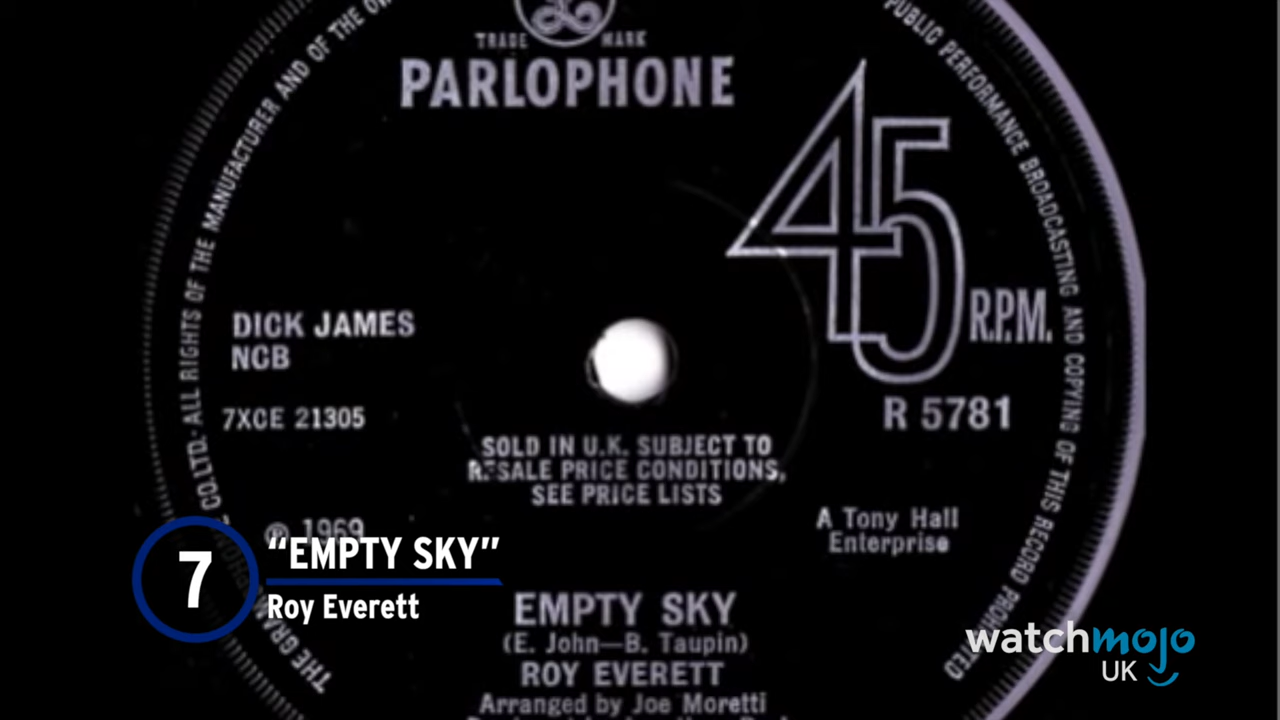 TRADE MARK
PARLOPHONE
45
R.P.M.
DICK JAMES
NCB
7XCE 21305
R 5781
SOLD IN U.K. SUBJECT TO
RESALE PRICE CONDITIONS,
SEE PRICE LISTS
℗ 1969
A Tony Hall
Enterprise
EMPTY SKY
(E. John—B. Taupin)
ROY EVERETT
Arranged by Joe Moretti
CO.LTD. ALL RIGHTS OF THE MANUFACTURER AND OF THE
PUBLIC PERFORMANCE BROADCASTING AND COPYING OF THIS RECORD
THE
7
“EMPTY SKY”
Roy Everett
watchmojo
UK